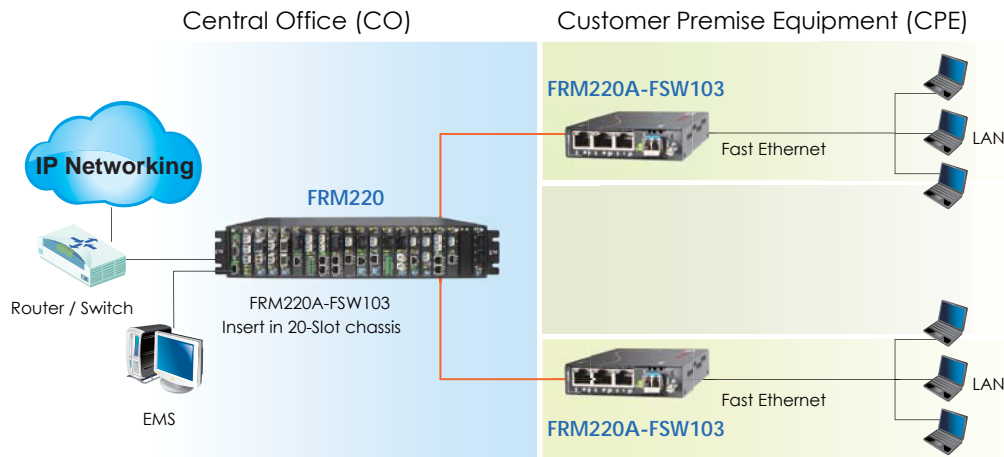 Central Office (CO)
Customer Premise Equipment (CPE)
FRM220A-FSW103
IP Networking
Fast Ethernet
LAN
FRM220
Router / Switch
FRM220A-FSW103
Insert in 20-Slot chassis
EMS
Fast Ethernet
LAN
FRM220A-FSW103